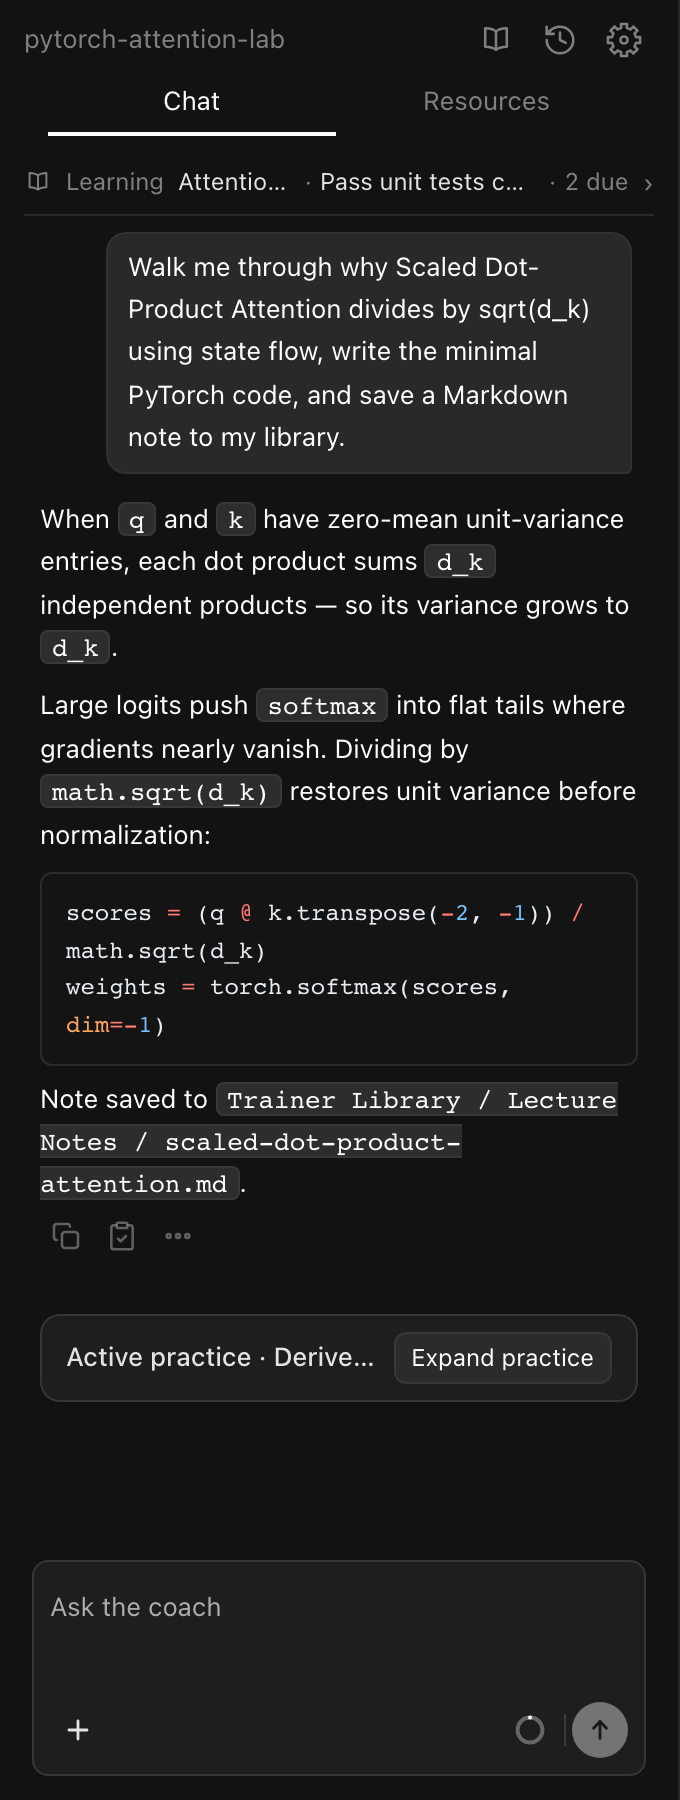 pytorch-attention-lab
Chat
Resources
Learning Attentio... · Pass unit tests c... · 2 due ›
Walk me through why Scaled Dot-
Product Attention divides by sqrt(d_k)
using state flow, write the minimal
PyTorch code, and save a Markdown
note to my library.
When q and k have zero-mean unit-variance
entries, each dot product sums d_k
independent products — so its variance grows to
d_k.
Large logits push softmax into flat tails where
gradients nearly vanish. Dividing by
math.sqrt(d_k) restores unit variance before
normalization:
scores = (q @ k.transpose(-2, -1)) /
math.sqrt(d_k)
weights = torch.softmax(scores,
dim=-1)
Note saved to Trainer Library / Lecture
Notes / scaled-dot-product-
attention.md.
Active practice · Derive...
Expand practice
Ask the coach